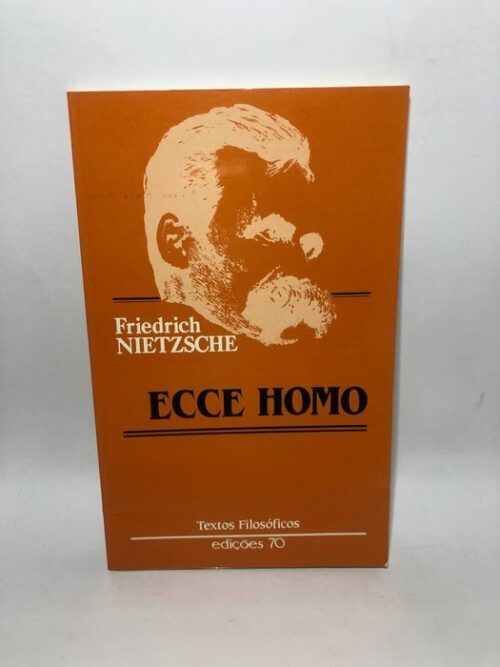 Friedrich
NIETZSCHE
ECCE HOMO
Textos Filosóficos
edições 70